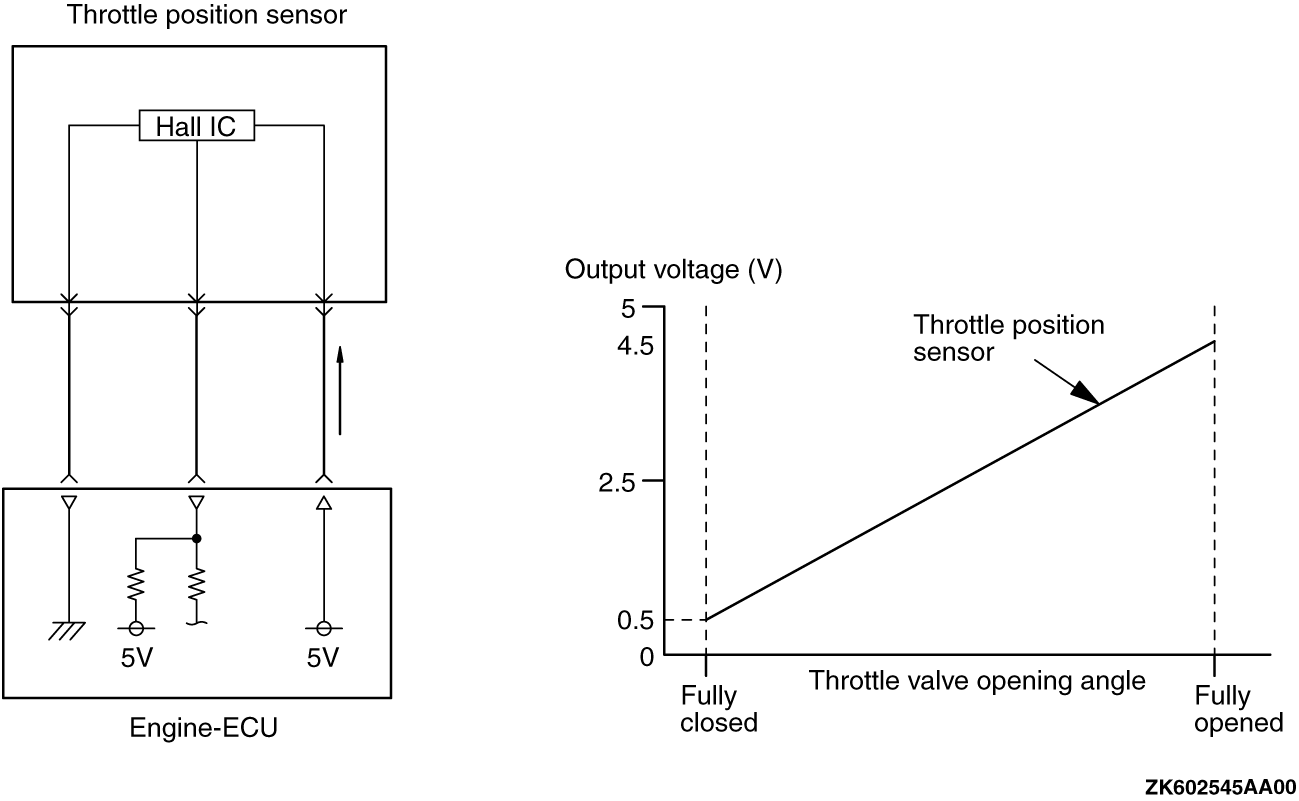 Throttle position sensor
Hall IC
5V
5V
Engine-ECU
Output voltage (V)
5
4.5
2.5
0.5
0
Throttle position
sensor
Throttle valve opening angle
Fully
closed
Fully
opened
ZK602545AA00